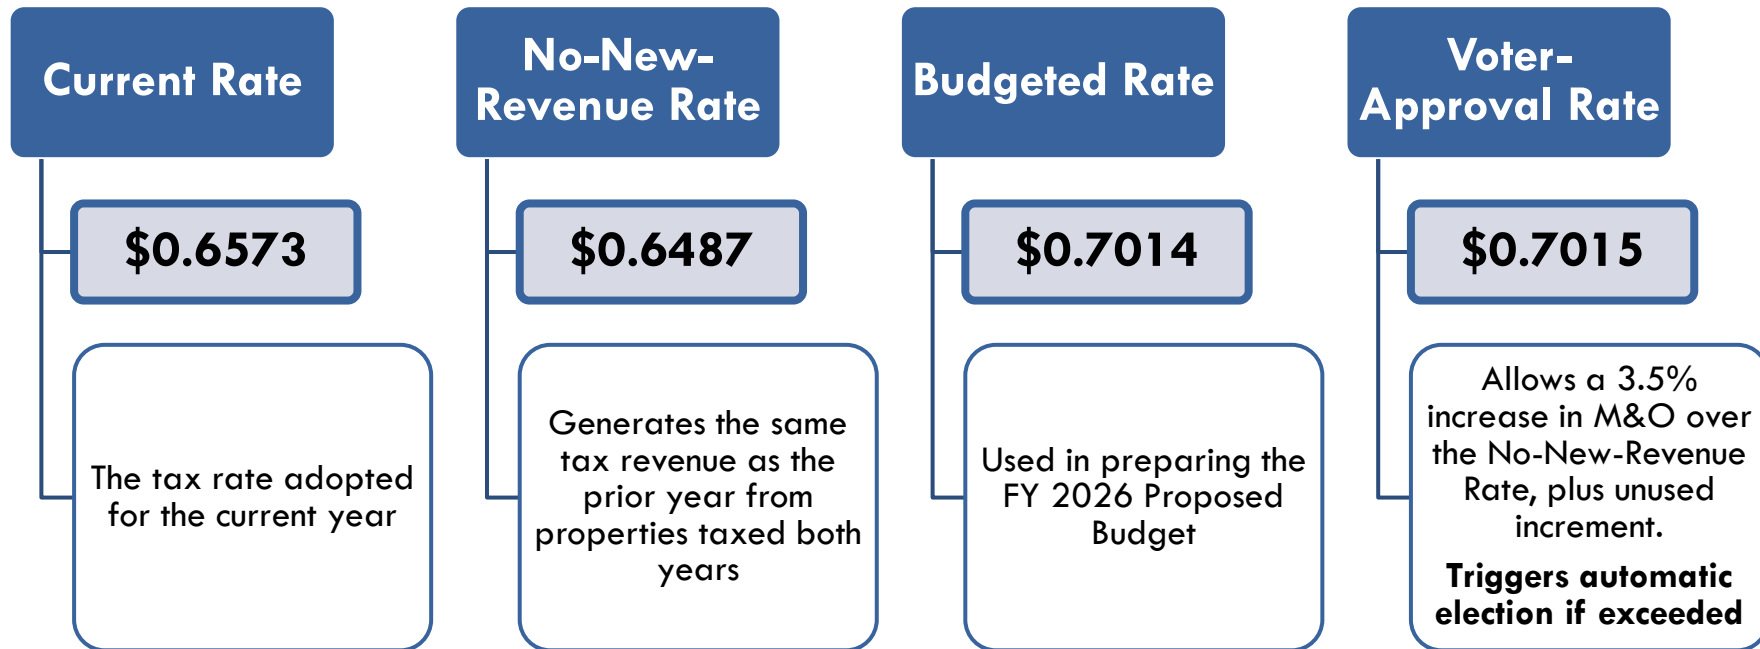 Current Rate
$0.6573
The tax rate adopted
for the current year
No-New-
Revenue Rate
$0.6487
Generates the same
tax revenue as the
prior year from
properties taxed both
years
Budgeted Rate
$0.7014
Used in preparing the
FY 2026 Proposed
Budget
Voter-
Approval Rate
$0.7015
Allows a 3.5%
increase in M&O over
the No-New-Revenue
Rate, plus unused
increment.
Triggers automatic
election if exceeded